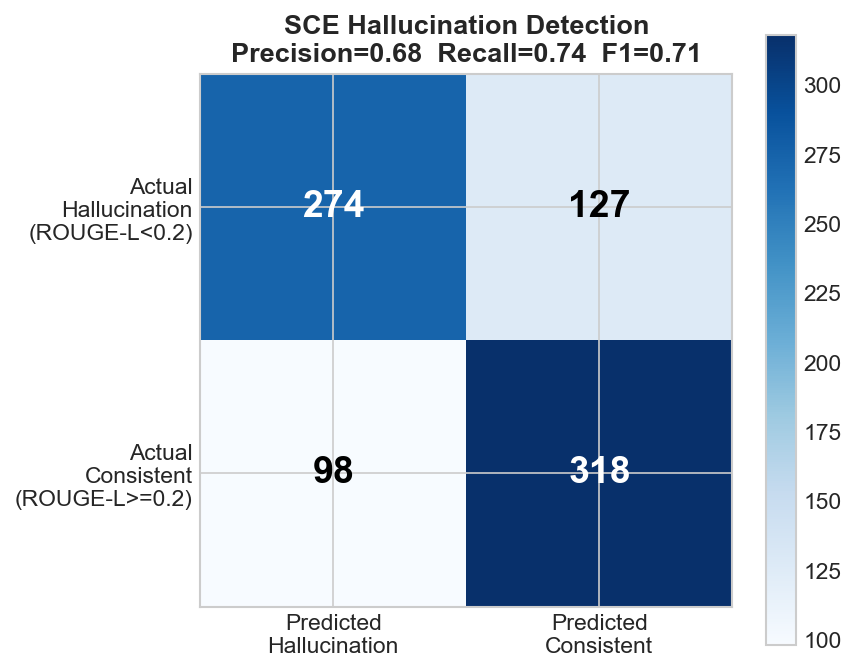 SCE Hallucination Detection
Precision=0.68 Recall=0.74 F1=0.71
Actual
Hallucination
(ROUGE-L<0.2)
274
127
Actual
Consistent
(ROUGE-L>=0.2)
98
318
Predicted
Hallucination
Predicted
Consistent
300
275
250
225
200
175
150
125
100